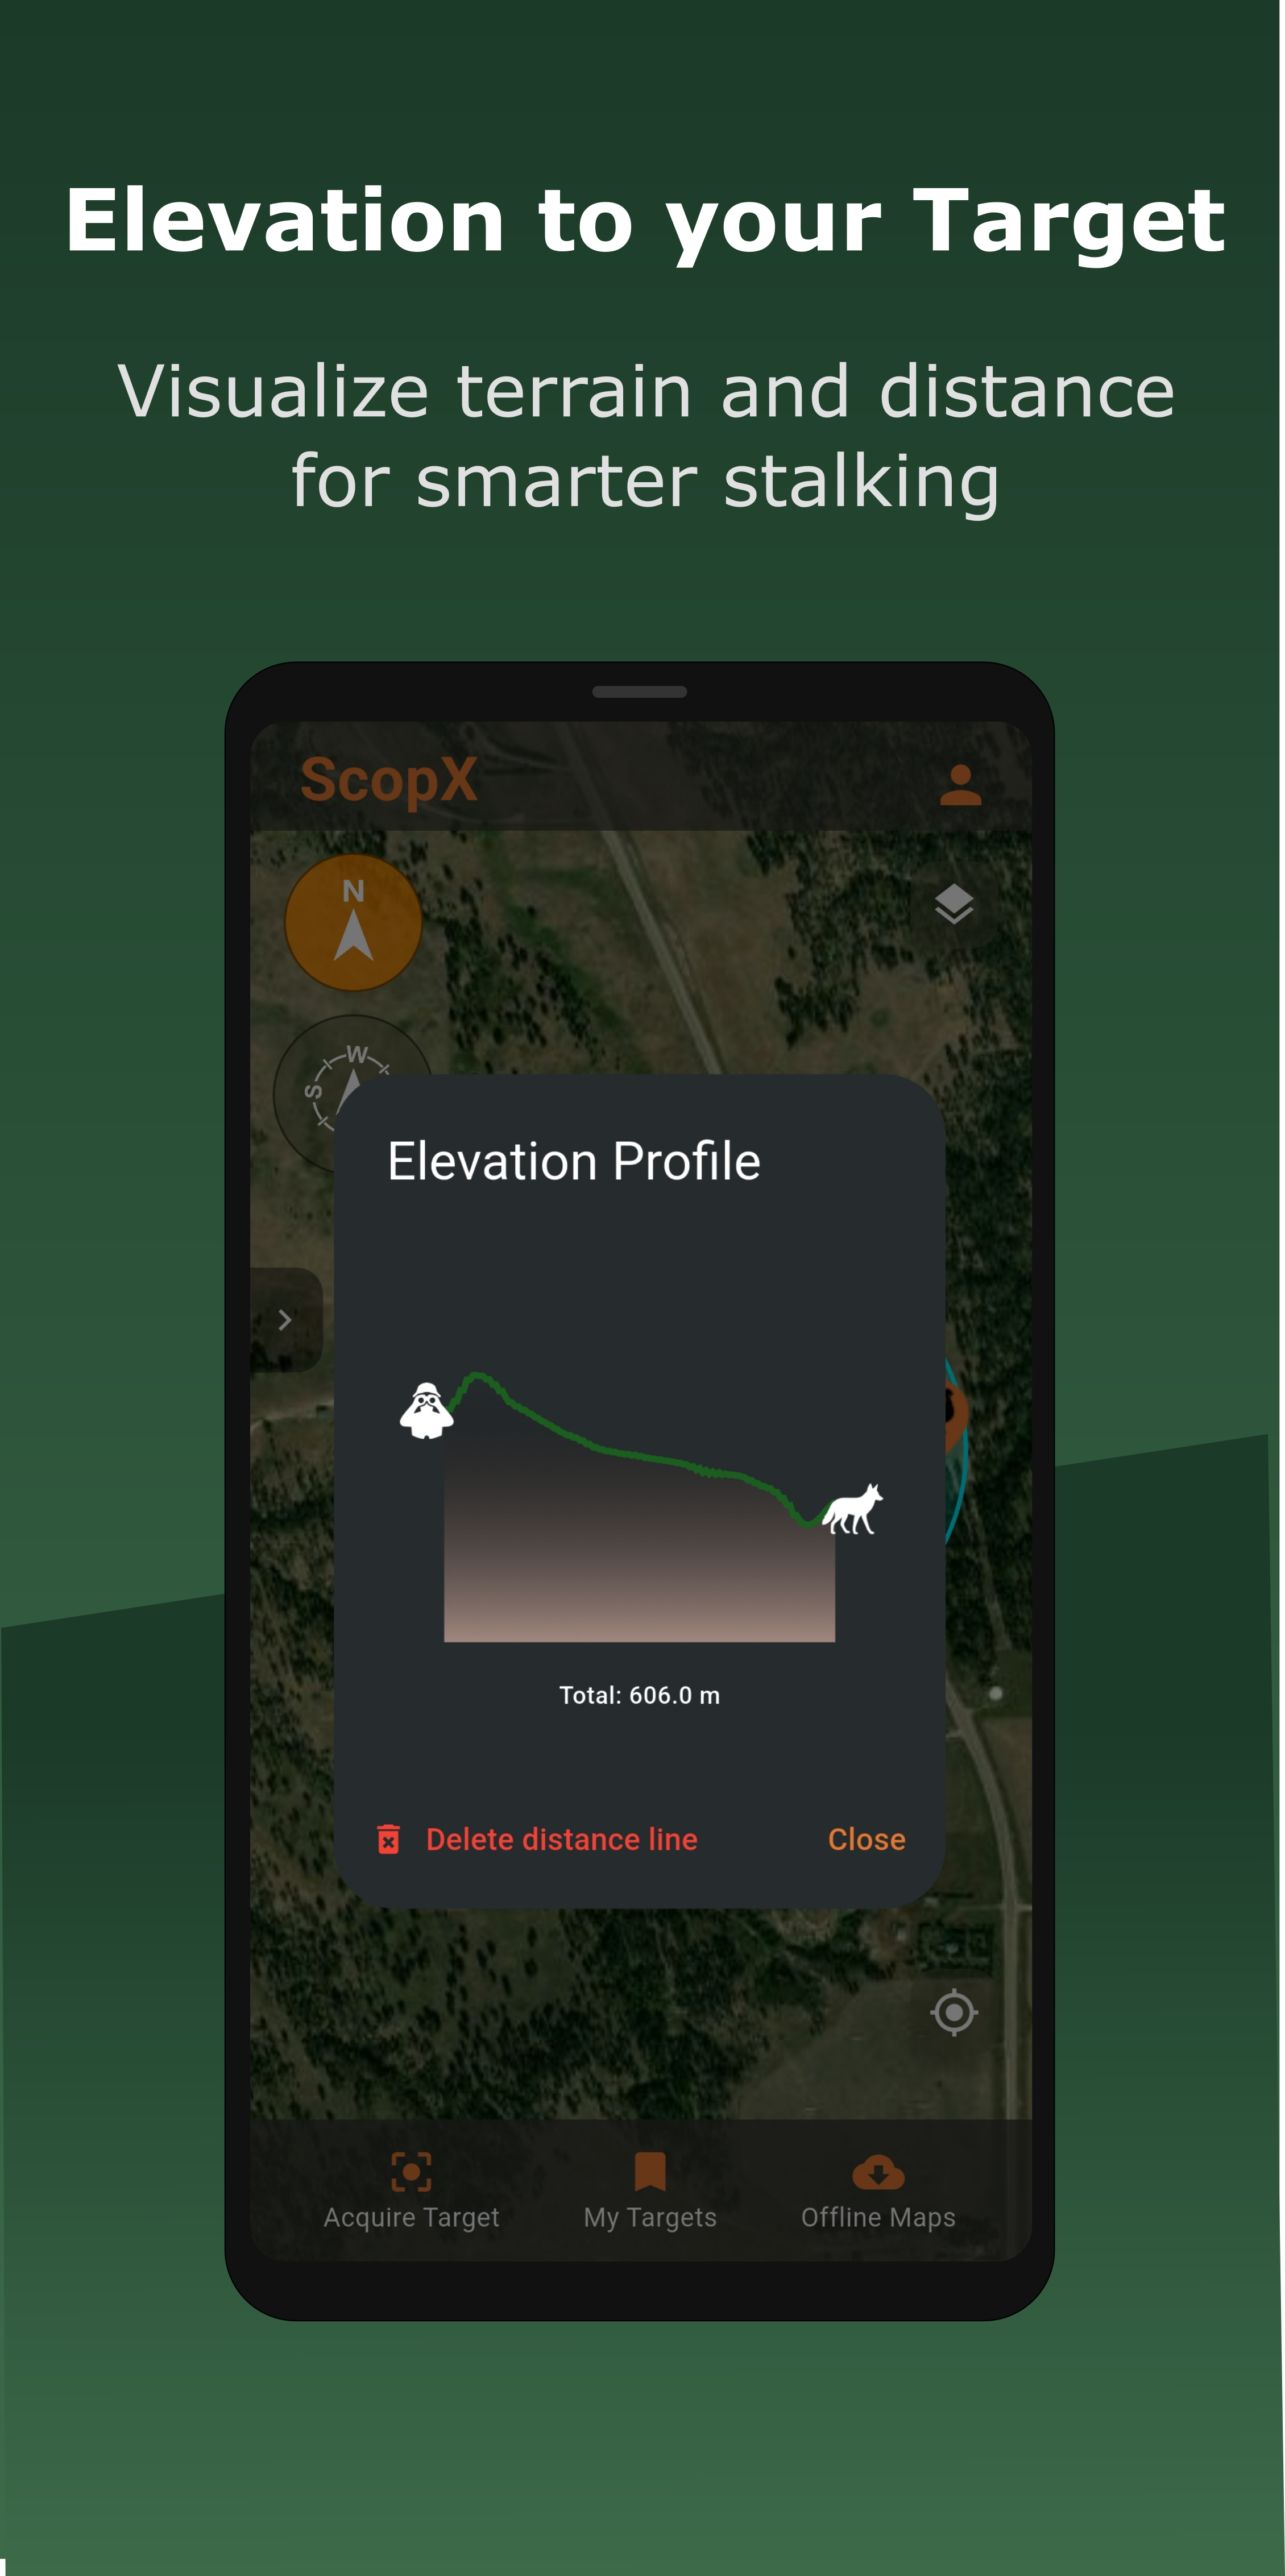 Elevation to your Target
Visualize terrain and distance
for smarter stalking
ScopX
N
W
S
Elevation Profile
Total: 606.0 m
Delete distance line
Close
Acquire Target
My Targets
Offline Maps